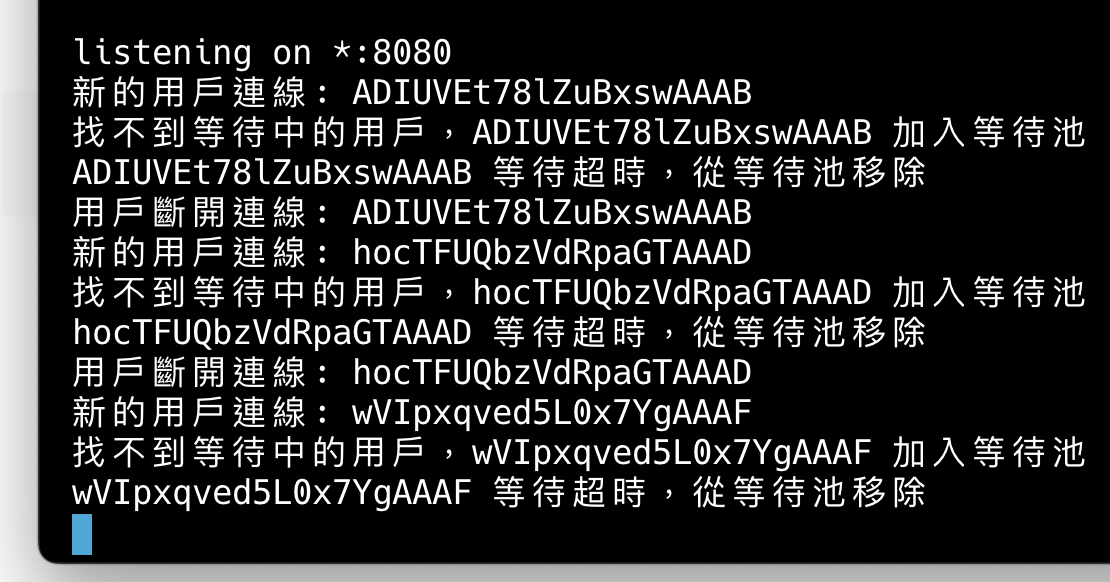 listening on *:8080
新的用戶連線: ADIUVEt78lZuBxswAAAB
找不到等待中的用戶，ADIUVEt78lZuBxswAAAB 加入等待池
ADIUVEt78lZuBxswAAAB 等待超時，從等待池移除
用戶斷開連線: ADIUVEt78lZuBxswAAAB
新的用戶連線: hocTFUQbzVdRpaGTAAAD
找不到等待中的用戶，hocTFUQbzVdRpaGTAAAD 加入等待池
hocTFUQbzVdRpaGTAAAD 等待超時，從等待池移除
用戶斷開連線: hocTFUQbzVdRpaGTAAAD
新的用戶連線: wVIpxqved5L0x7YgAAAF
找不到等待中的用戶，wVIpxqved5L0x7YgAAAF 加入等待池
wVIpxqved5L0x7YgAAAF 等待超時，從等待池移除